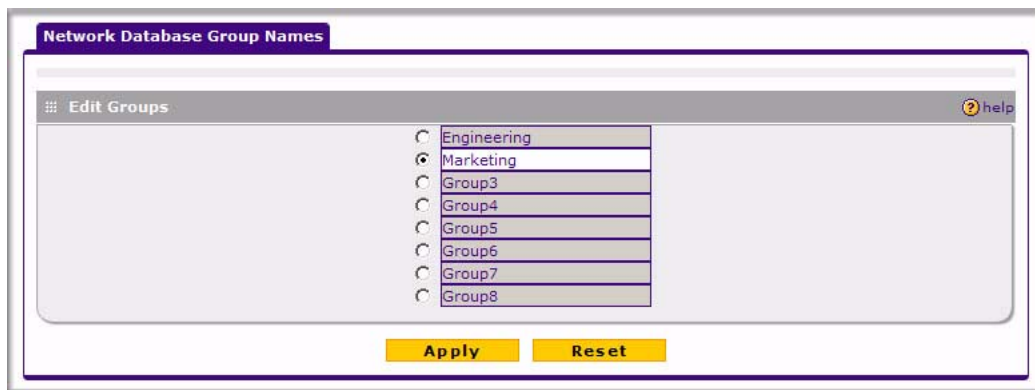 Network Database Group Names
Edit Groups
help
Engineering
Marketing
Group3
Group4
Group5
Group6
Group7
Group8
Apply
Reset